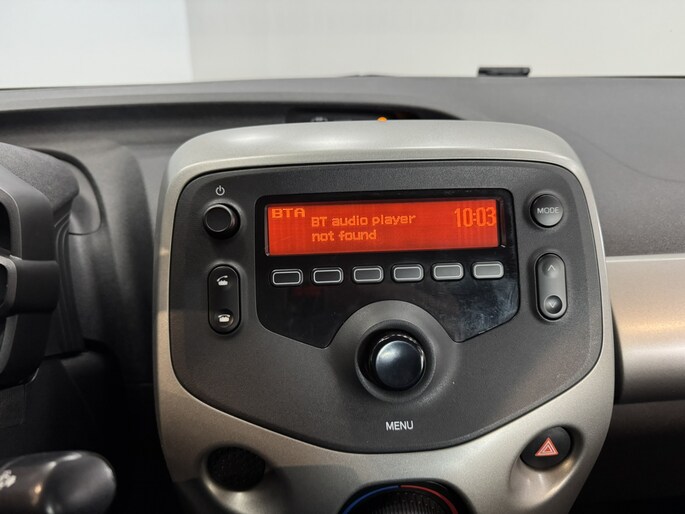 BTA
10:03
BT audio player
not found
MODE
MENU